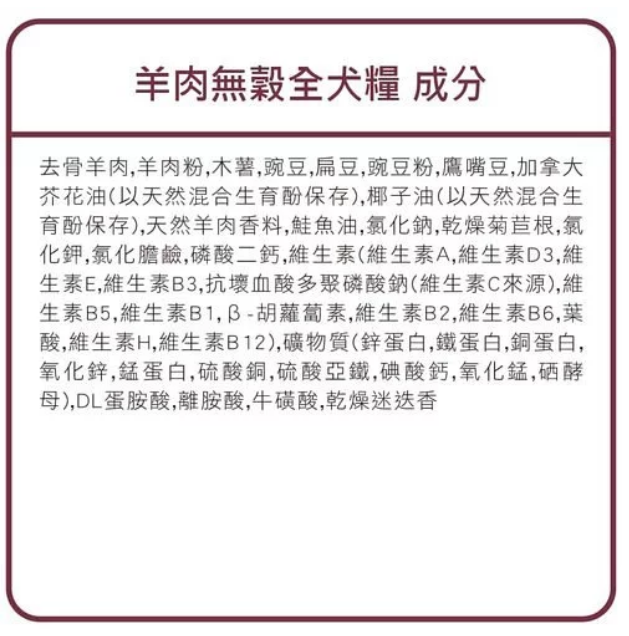 羊肉無穀全犬糧 成分
去骨羊肉,羊肉粉,木薯,豌豆,扁豆,豌豆粉,鷹嘴豆,加拿大
芥花油(以天然混合生育酚保存),椰子油(以天然混合生
育酚保存),天然羊肉香料,鮭魚油,氯化鈉,乾燥菊苣根,氯
化鉀,氯化膽鹼,磷酸二鈣,維生素(維生素A,維生素D3,維
生素E,維生素B3,抗壞血酸多聚磷酸鈉(維生素C來源),維
生素B5,維生素B1,β-胡蘿蔔素,維生素B2,維生素B6,葉
酸,維生素H,維生素B12),礦物質(鋅蛋白,鐵蛋白,銅蛋白,
氧化鋅,錳蛋白,硫酸銅,硫酸亞鐵,碘酸鈣,氧化錳,硒酵
母),DL蛋胺酸,離胺酸,牛磺酸,乾燥迷迭香